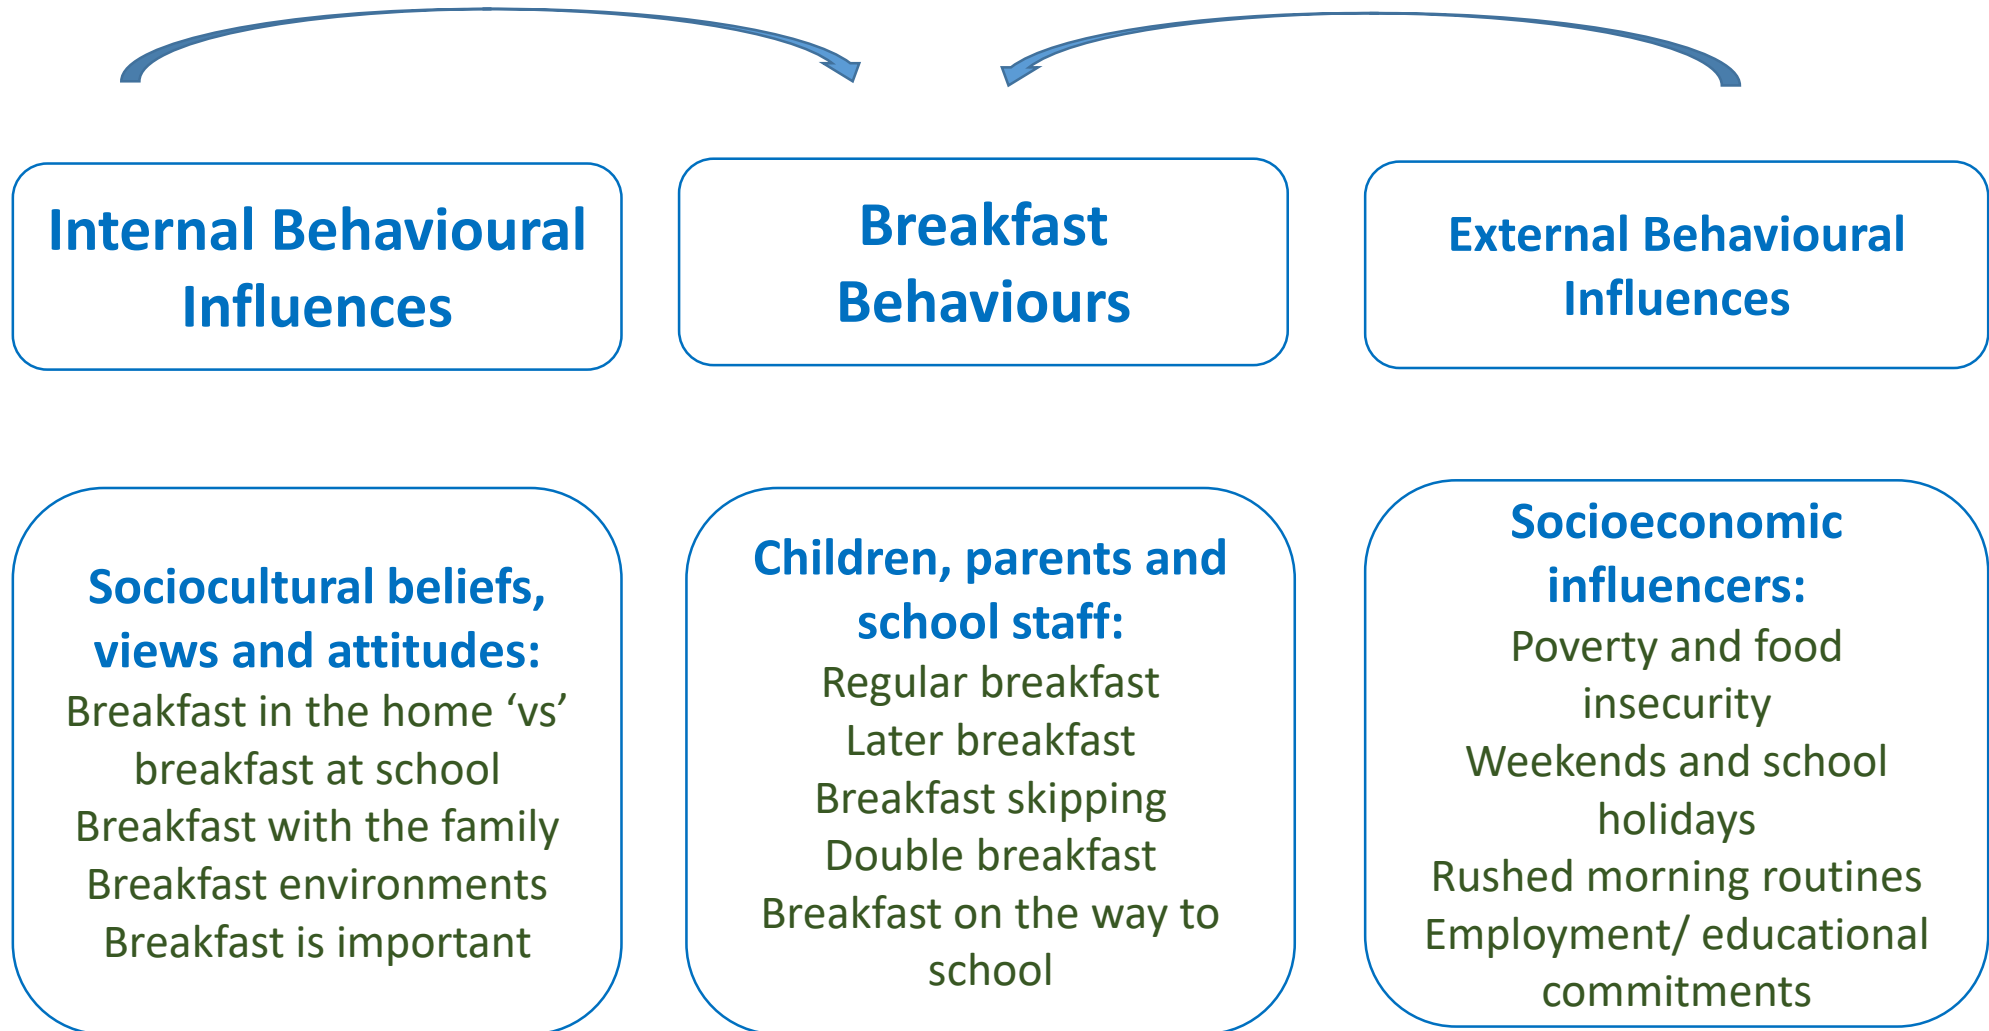 Internal Behavioural
Influences
Breakfast
Behaviours
External Behavioural
Influences
Sociocultural beliefs,
views and attitudes:
Breakfast in the home ‘vs’
breakfast at school
Breakfast with the family
Breakfast environments
Breakfast is important
Children, parents and
school staff:
Regular breakfast
Later breakfast
Breakfast skipping
Double breakfast
Breakfast on the way to
school
Socioeconomic
influencers:
Poverty and food
insecurity
Weekends and school
holidays
Rushed morning routines
Employment/ educational
commitments